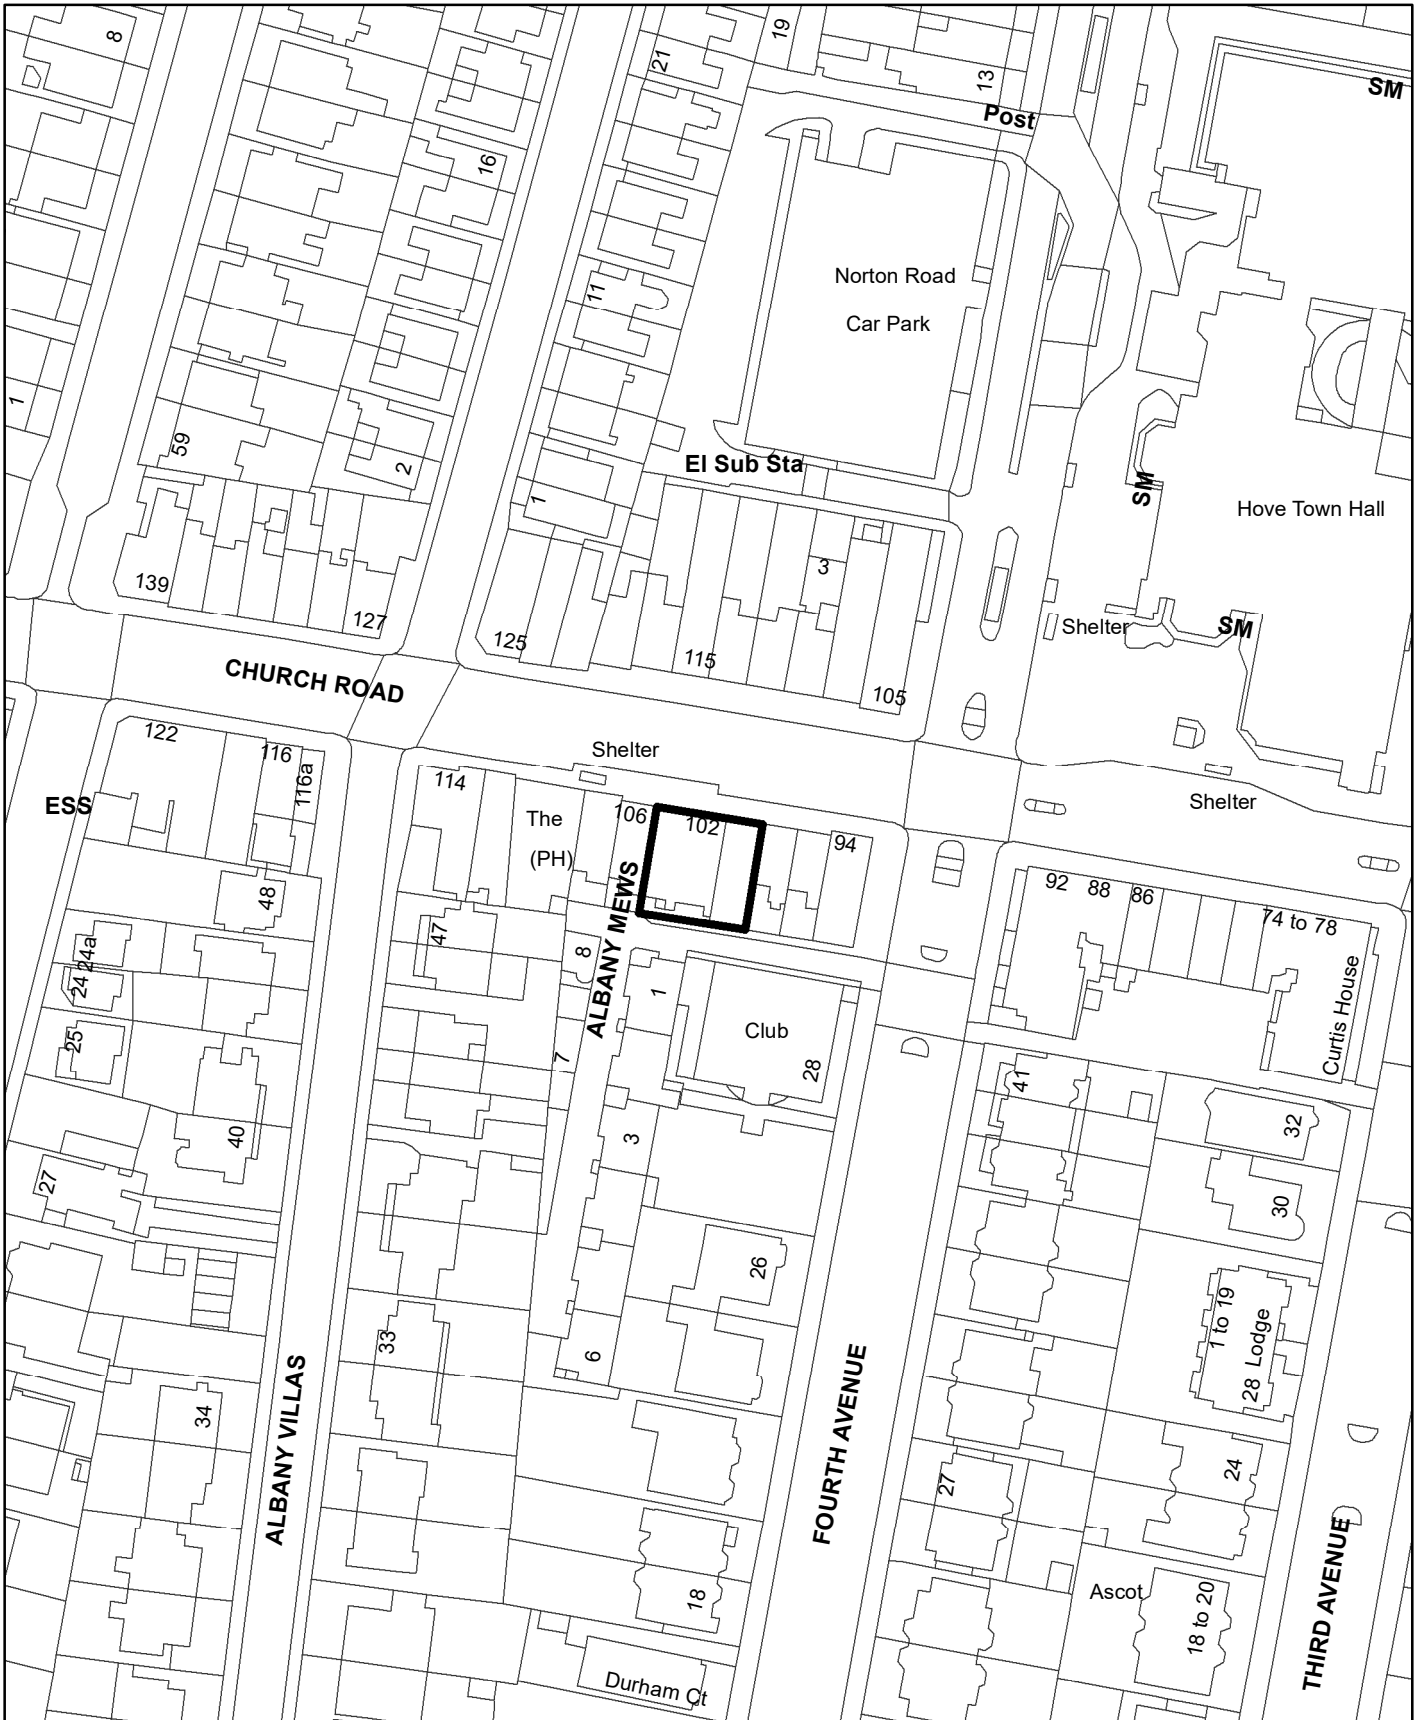 8
19
21
13
SM
Post
16
Norton Road
Car Park
11
1
59
2
1
El Sub Sta
SM
Hove Town Hall
3
139
127
125
115
105
Shelter
SM
CHURCH ROAD
122
116
116a
114
Shelter
The
(PH)
106
102
94
ESS
Shelter
92
88
86
74 to 78
48
47
8
ALBANY MEWS
1
Club
28
Curtis House
24a
24
25
7
41
32
40
3
27
30
26
33
6
1 to 19
28 Lodge
34
ALBANY VILLAS
FOURTH AVENUE
27
24
18
Ascot
18 to 20
THIRD AVENUE
Durham Ct